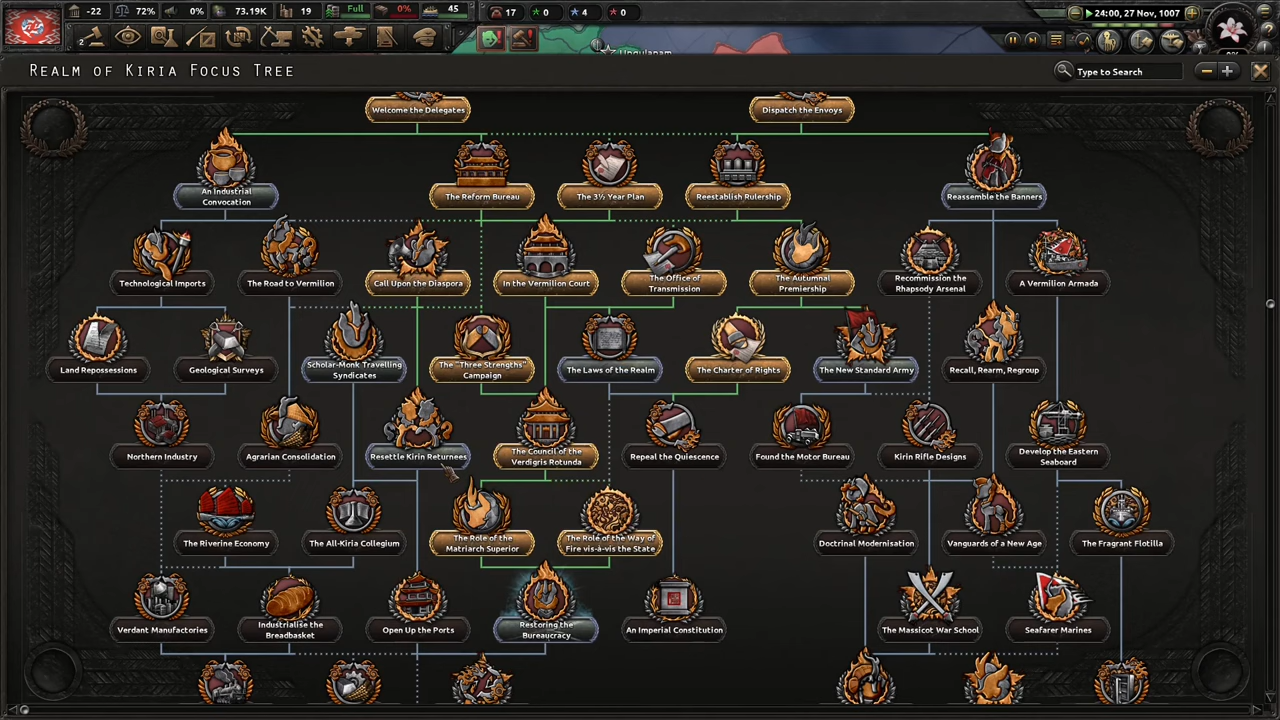 -22
72%
0%
73.19K
19
Full
0%
45
17
0
4
0
24:00, 27 Nov, 1007
Realm of Kiria Focus Tree
Type to Search
Welcome the Delegates
Dispatch the Envoys
An Industrial
Convocation
The Reform Bureau
The 3½ Year Plan
Reestablish Rulership
Reassemble the Banners
Technological Imports
The Road to Vermilion
Call Upon the Diaspora
In the Vermilion Court
The Office of
Transmission
The Autumnal
Premiership
Recommission the
Rhapsody Arsenal
A Vermilion Armada
Land Repossessions
Geological Surveys
Scholar-Monk Travelling
Syndicates
The "Three Strengths"
Campaign
The Laws of the Realm
The Charter of Rights
The New Standard Army
Recall, Rearm, Regroup
Northern Industry
Agrarian Consolidation
Resettle Kirin Returnees
The Council of the
Verdigris Rotunda
Repeal the Quiescence
Found the Motor Bureau
Kirin Rifle Designs
Develop the Eastern
Seaboard
The Riverine Economy
The All-Kiria Collegium
The Role of the
Matriarch Superior
The Role of the Way of
Fire vis-à-vis the State
Doctrinal Modernisation
Vanguards of a New Age
The Fragrant Flotilla
Verdant Manufactories
Industrialise the
Breadbasket
Open Up the Ports
Restoring the
Bureaucracy
An Imperial Constitution
The Massicot War School
Seafarer Marines